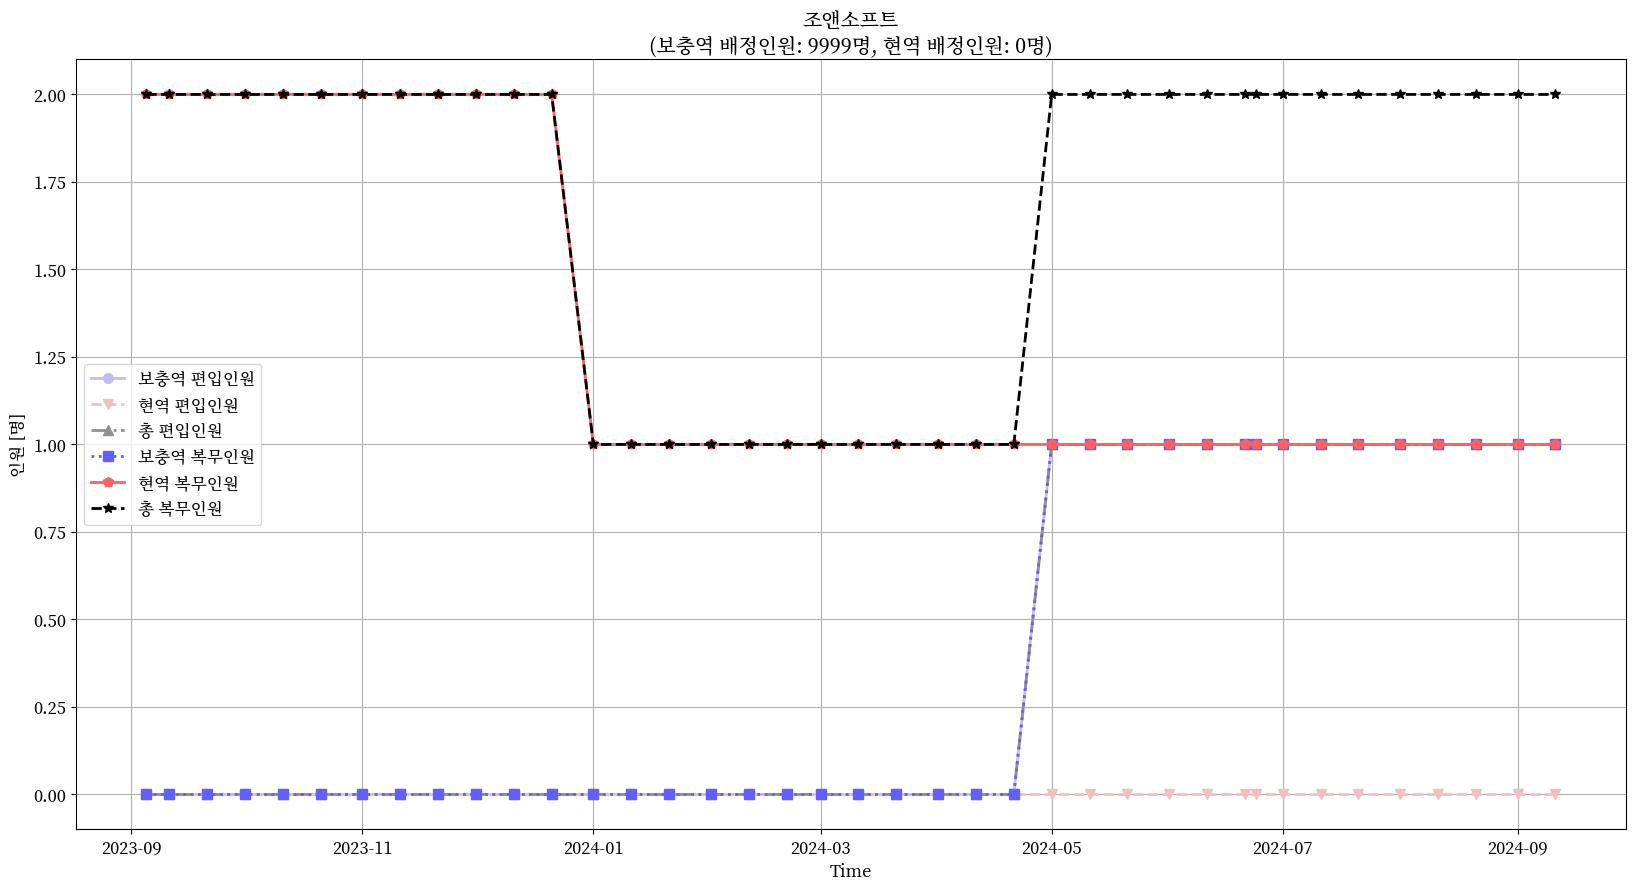 조앤소프트
(보충역 배정인원: 9999명, 현역 배정인원: 0명)
2.00
1.75
1.50
1.25
1.00
0.75
0.50
0.25
0.00
인원 [명]
보충역 편입인원
현역 편입인원
총 편입인원
보충역 복무인원
현역 복무인원
총 복무인원
2023-09
2023-11
2024-01
2024-03
2024-05
2024-07
2024-09
Time